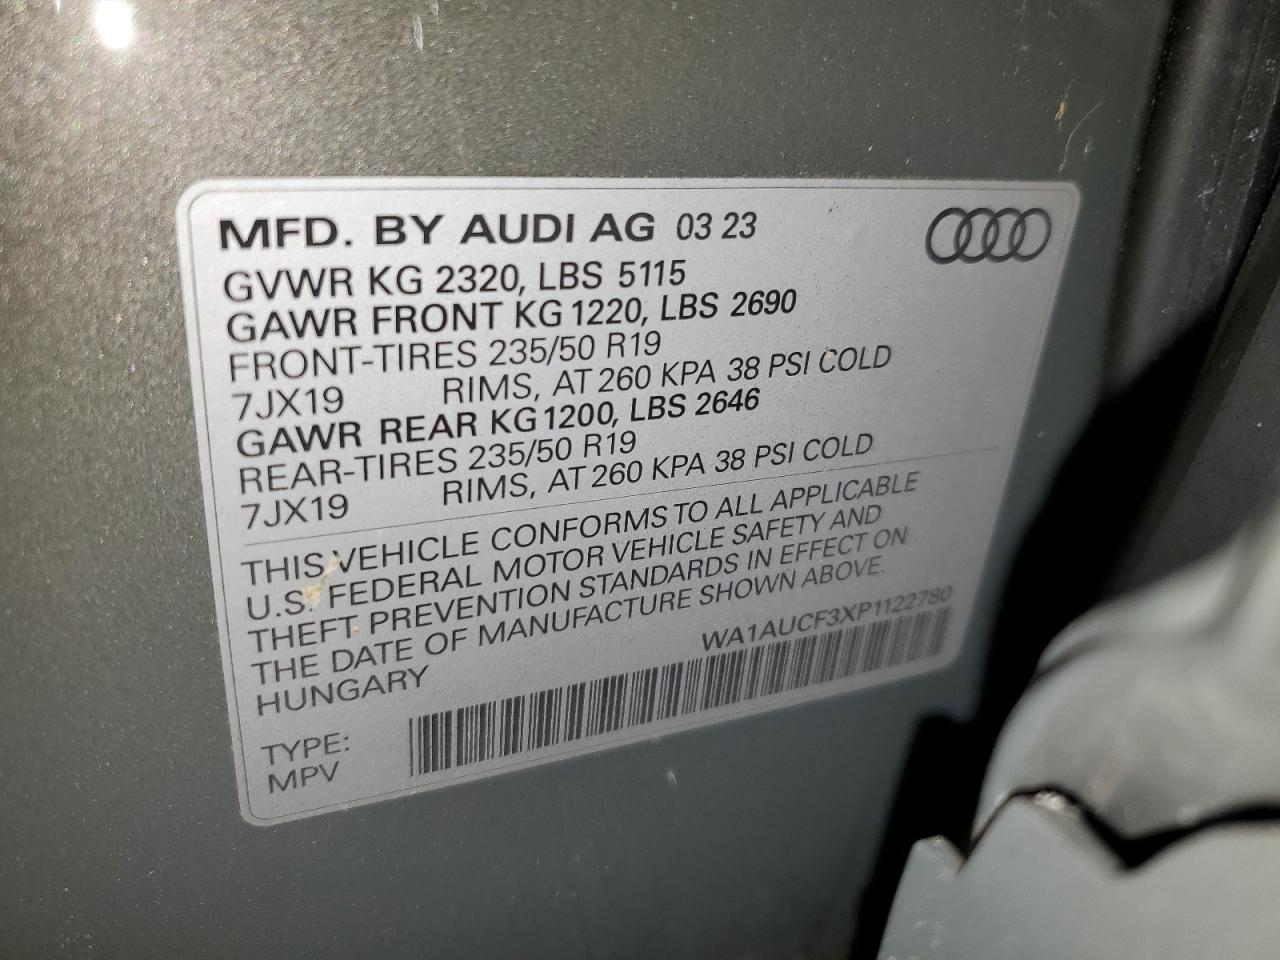 MFD. BY AUDI AG 03 23
GVWR KG 2320, LBS 5115
GAWR FRONT KG 1220, LBS 2690
FRONT-TIRES 235/50 R19
7JX19 RIMS, AT 260 KPA 38 PSI COLD
GAWR REAR KG 1200, LBS 2646
REAR-TIRES 235/50 R19
7JX19 RIMS, AT 260 KPA 38 PSI COLD
THIS VEHICLE CONFORMS TO ALL APPLICABLE
U.S. FEDERAL MOTOR VEHICLE SAFETY AND
THEFT PREVENTION STANDARDS IN EFFECT ON
THE DATE OF MANUFACTURE SHOWN ABOVE.
HUNGARY WA1AUCF3XP1122780
TYPE:
MPV